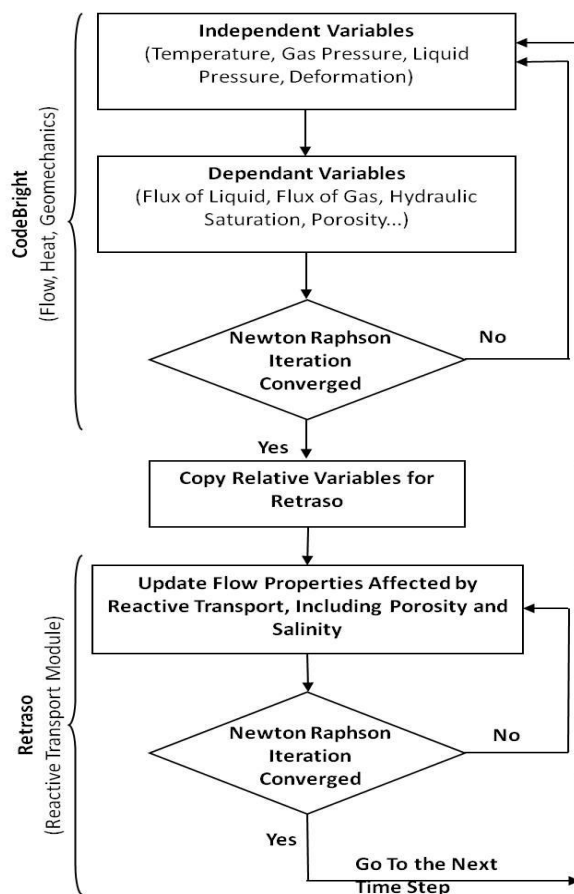 Independent Variables
(Temperature, Gas Pressure, Liquid
Pressure, Deformation)
Dependant Variables
(Flux of Liquid, Flux of Gas, Hydraulic
Saturation, Porosity...)
CodeBright
(Flow, Heat, Geomechanics)
Newton Raphson
Iteration
Converged
No
Yes
Copy Relative Variables for
Retraso
Update Flow Properties Affected by
Reactive Transport, Including Porosity and
Salinity
Retraso
(Reactive Transport Module)
Newton Raphson
Iteration
Converged
No
Yes
Go To the Next
Time Step